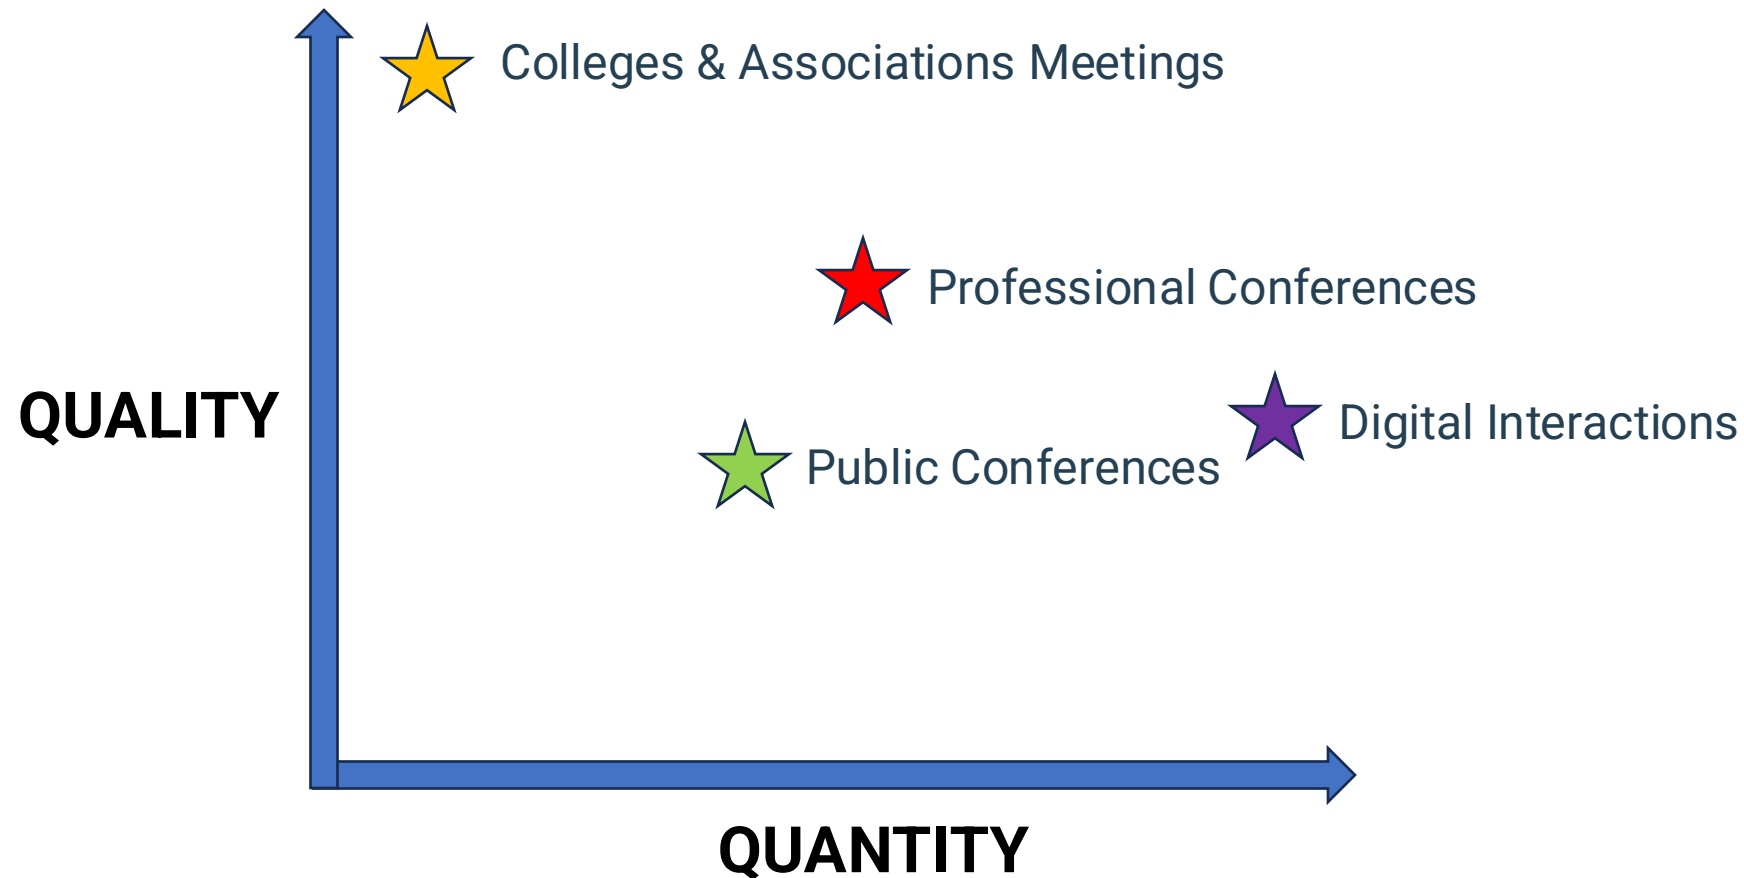 Colleges & Associations Meetings
Professional Conferences
QUALITY
Digital Interactions
Public Conferences
QUANTITY